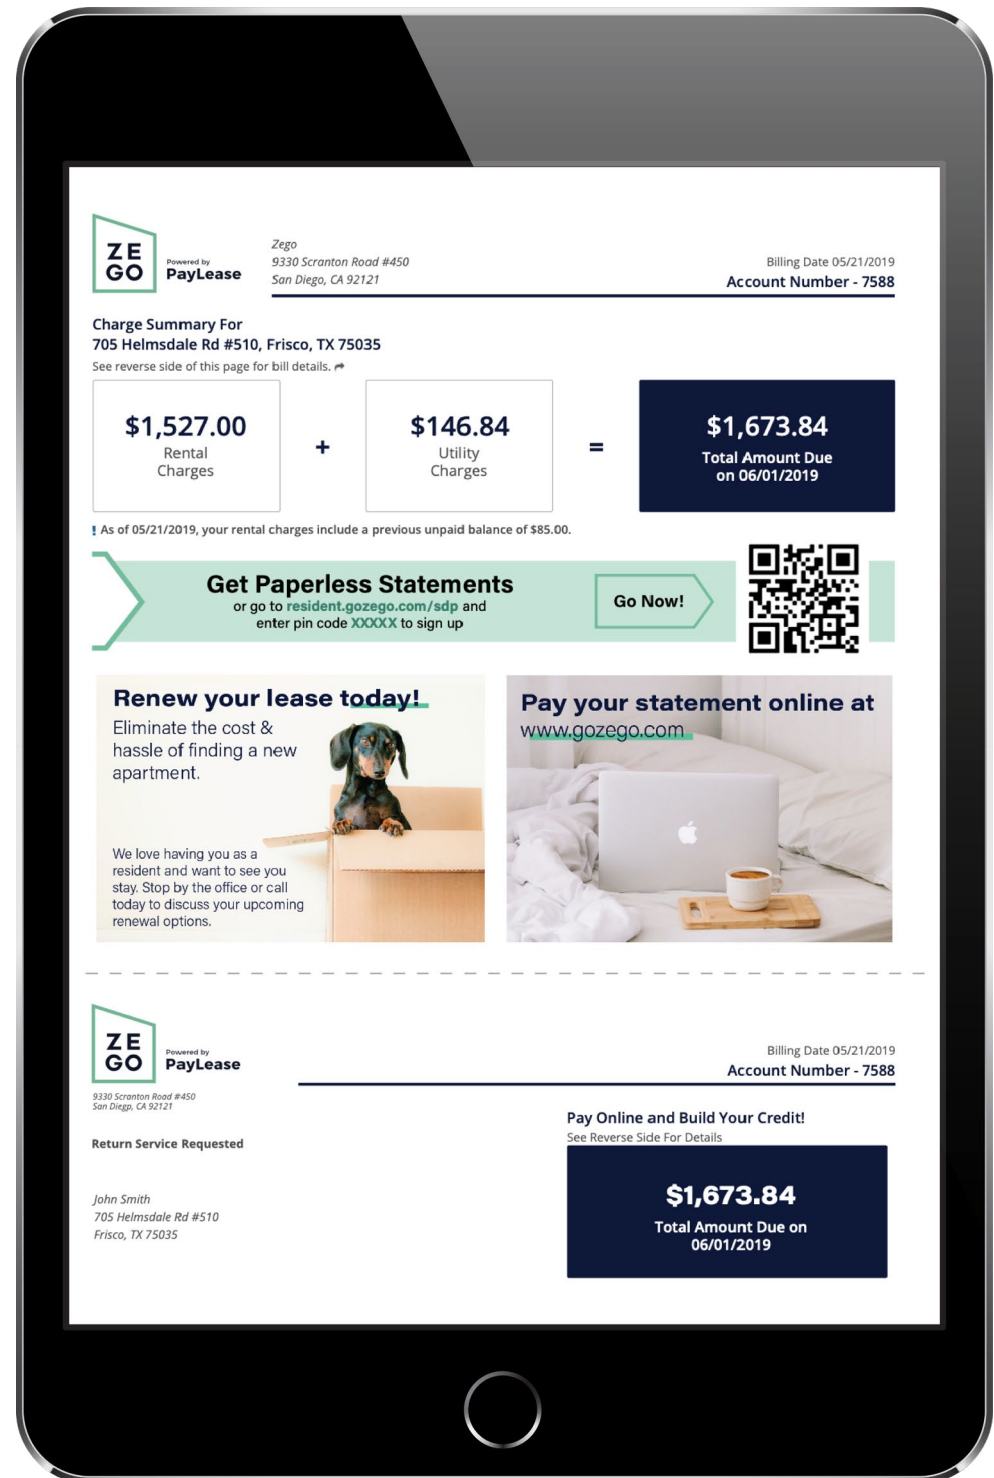 ZE
GO
Powered by
PayLease
Zego
9330 Scranton Road #450
San Diego, CA 92121
Billing Date 05/21/2019
Account Number - 7588
Charge Summary For
705 Helmsdale Rd #510, Frisco, TX 75035
See reverse side of this page for bill details.
$1,527.00
Rental
Charges
+
$146.84
Utility
Charges
=
$1,673.84
Total Amount Due
on 06/01/2019
! As of 05/21/2019, your rental charges include a previous unpaid balance of $85.00.
Get Paperless Statements
or go to resident.gozego.com/sdp and
enter pin code XXXXX to sign up
Go Now!
Renew your lease today!
Eliminate the cost &
hassle of finding a new
apartment.
We love having you as a
resident and want to see you
stay. Stop by the office or call
today to discuss your upcoming
renewal options.
Pay your statement online at
www.gozego.com
ZE
GO
Powered by
PayLease
9330 Scranton Road #450
San Diegp, CA 92121
Billing Date 05/21/2019
Account Number - 7588
Return Service Requested
John Smith
705 Helmsdale Rd #510
Frisco, TX 75035
Pay Online and Build Your Credit!
See Reverse Side For Details
$1,673.84
Total Amount Due on
06/01/2019